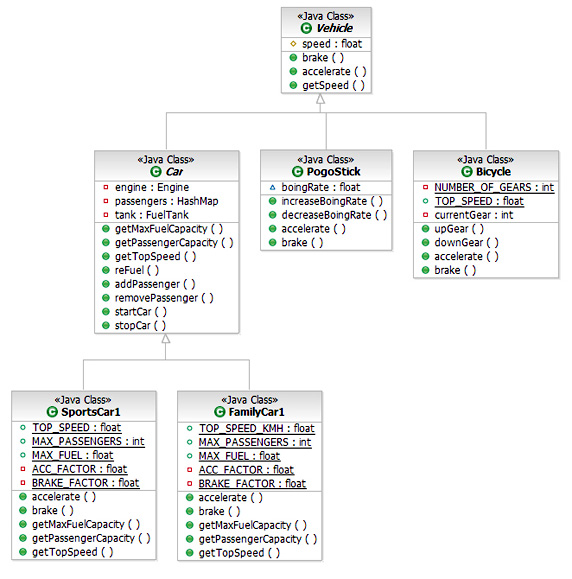 «Java Class»
C Vehicle
speed : float
brake ( )
accelerate ( )
getSpeed ( )
«Java Class»
C Car
engine : Engine
passengers : HashMap
tank : FuelTank
getMaxFuelCapacity ( )
getPassengerCapacity ( )
getTopSpeed ( )
reFuel ( )
addPassenger ( )
removePassenger ( )
startCar ( )
stopCar ( )
«Java Class»
C PogoStick
boingRate : float
increaseBoingRate ( )
decreaseBoingRate ( )
accelerate ( )
brake ( )
«Java Class»
C Bicycle
NUMBER_OF_GEARS : int
TOP_SPEED : float
currentGear : int
upGear ( )
downGear ( )
accelerate ( )
brake ( )
«Java Class»
C SportsCar1
TOP_SPEED : float
MAX_PASSENGERS : int
MAX_FUEL : float
ACC_FACTOR : float
BRAKE_FACTOR : float
accelerate ( )
brake ( )
getMaxFuelCapacity ( )
getPassengerCapacity ( )
getTopSpeed ( )
«Java Class»
C FamilyCar1
TOP_SPEED_KMH : float
MAX_PASSENGERS : int
MAX_FUEL : float
ACC_FACTOR : float
BRAKE_FACTOR : float
accelerate ( )
brake ( )
getMaxFuelCapacity ( )
getPassengerCapacity ( )
getTopSpeed ( )